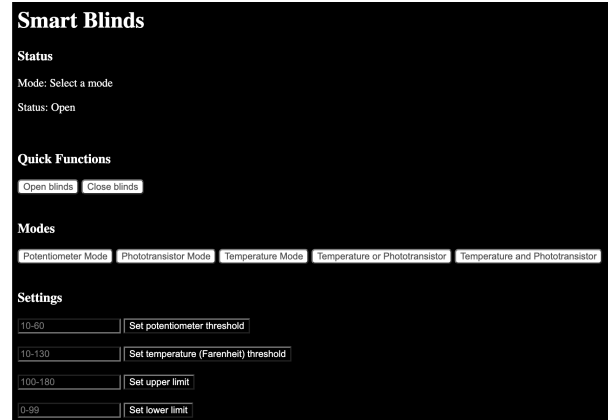 Smart Blinds
Status
Mode: Select a mode
Status: Open
Quick Functions
Open blinds Close blinds
Modes
Potentiometer Mode Phototransistor Mode Temperature Mode Temperature or Phototransistor Temperature and Phototransistor
Settings
10-60 Set potentiometer threshold
10-130 Set temperature (Farenheit) threshold
100-180 Set upper limit
0-99 Set lower limit